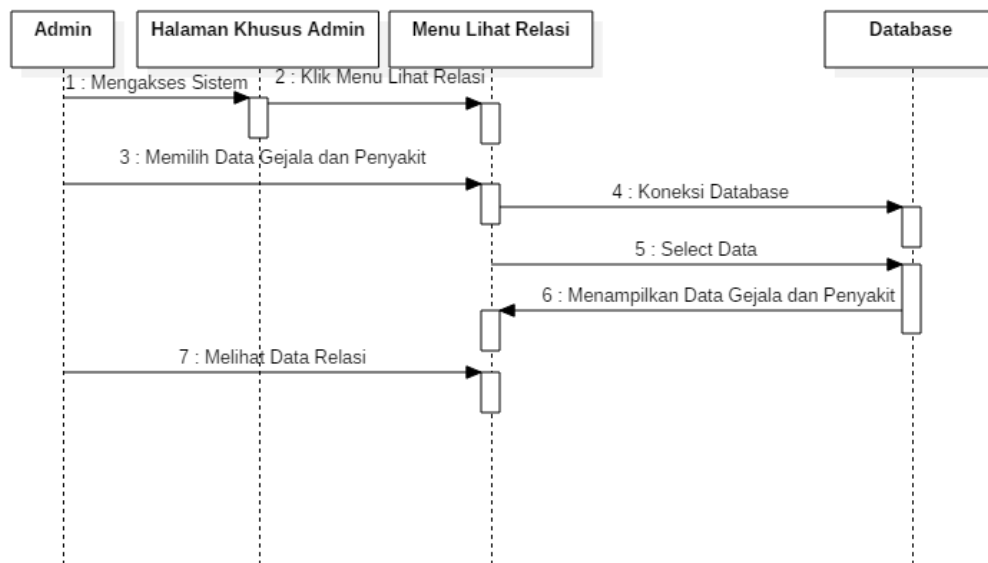 Admin
Halaman Khusus Admin
Menu Lihat Relasi
Database
1 : Mengakses Sistem
2 : Klik Menu Lihat Relasi
3 : Memilih Data Gejala dan Penyakit
4 : Koneksi Database
5 : Select Data
6 : Menampilkan Data Gejala dan Penyakit
7 : Melihat Data Relasi